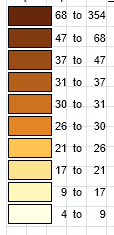 68 to 354
47 to 68
37 to 47
31 to 37
30 to 31
26 to 30
21 to 26
17 to 21
9 to 17
4 to 9